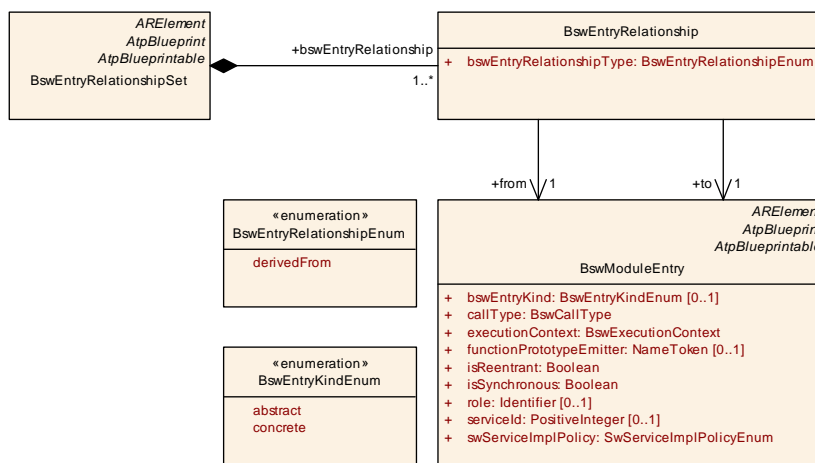 ARElement
AtpBlueprint
AtpBlueprintable
BswEntryRelationshipSet
+bswEntryRelationship
1..*
BswEntryRelationship
+ bswEntryRelationshipType: BswEntryRelationshipEnum
+from
1
+to
1
«enumeration»
BswEntryRelationshipEnum
derivedFrom
ARElement
AtpBlueprint
AtpBlueprintable
BswModuleEntry
+ bswEntryKind: BswEntryKindEnum [0..1]
+ callType: BswCallType
+ executionContext: BswExecutionContext
+ functionPrototypeEmitter: NameToken [0..1]
+ isReentrant: Boolean
+ isSynchronous: Boolean
+ role: Identifier [0..1]
+ serviceId: PositiveInteger [0..1]
+ swServiceImplPolicy: SwServiceImplPolicyEnum
«enumeration»
BswEntryKindEnum
abstract
concrete